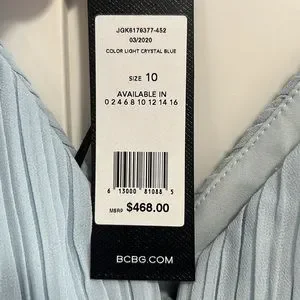 JGK6179377-452
03/2020
COLOR LIGHT CRYSTAL BLUE
SIZE 10
AVAILABLE IN
0 2 4 6 8 10 12 14 16
6 13000 81088 5
MSRP $468.00
BCBG.COM